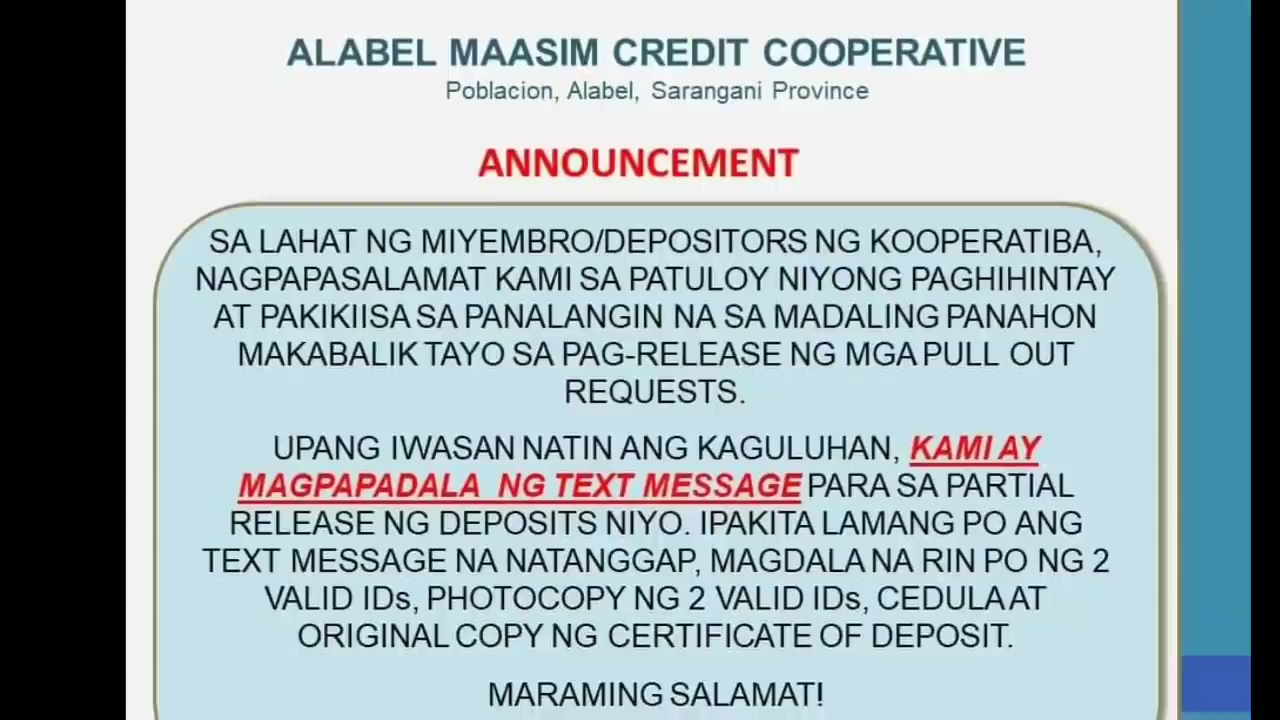 ALABEL MAASIM CREDIT COOPERATIVE
Poblacion, Alabel, Sarangani Province
ANNOUNCEMENT
SA LAHAT NG MIYEMBRO/DEPOSITORS NG KOOPERATIBA,
NAGPAPASALAMAT KAMI SA PATULOY NIYONG PAGHIHINTAY
AT PAKIKIISA SA PANALANGIN NA SA MADALING PANAHON
MAKABALIK TAYO SA PAG-RELEASE NG MGA PULL OUT
REQUESTS.
UPANG IWASAN NATIN ANG KAGULUHAN, KAMI AY
MAGPAPADALA NG TEXT MESSAGE PARA SA PARTIAL
RELEASE NG DEPOSITS NIYO. IPAKITA LAMANG PO ANG
TEXT MESSAGE NA NATANGGAP, MAGDALA NA RIN PO NG 2
VALID IDs, PHOTOCOPY NG 2 VALID IDs, CEDULA AT
ORIGINAL COPY NG CERTIFICATE OF DEPOSIT.
MARAMING SALAMAT!